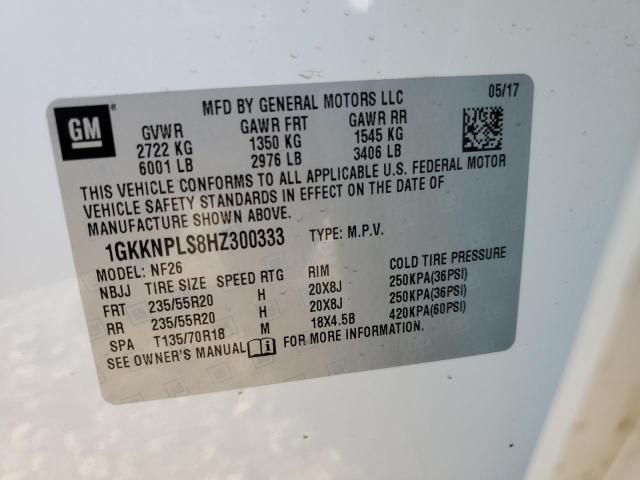 GM
MFD BY GENERAL MOTORS LLC 05/17
GVWR GAWR FRT GAWR RR
2722 KG 1350 KG 1545 KG
6001 LB 2976 LB 3406 LB
THIS VEHICLE CONFORMS TO ALL APPLICABLE U.S. FEDERAL MOTOR
VEHICLE SAFETY STANDARDS IN EFFECT ON THE DATE OF
MANUFACTURE SHOWN ABOVE.
1GKKNPLS8HZ300333 TYPE: M.P.V.
MODEL: NF26
NBJJ TIRE SIZE SPEED RTG RIM COLD TIRE PRESSURE
FRT 235/55R20 H 20X8J 250KPA(36PSI)
RR 235/55R20 H 20X8J 250KPA(36PSI)
SPA T135/70R18 M 18X4.5B 420KPA(60PSI)
SEE OWNER'S MANUAL FOR MORE INFORMATION.